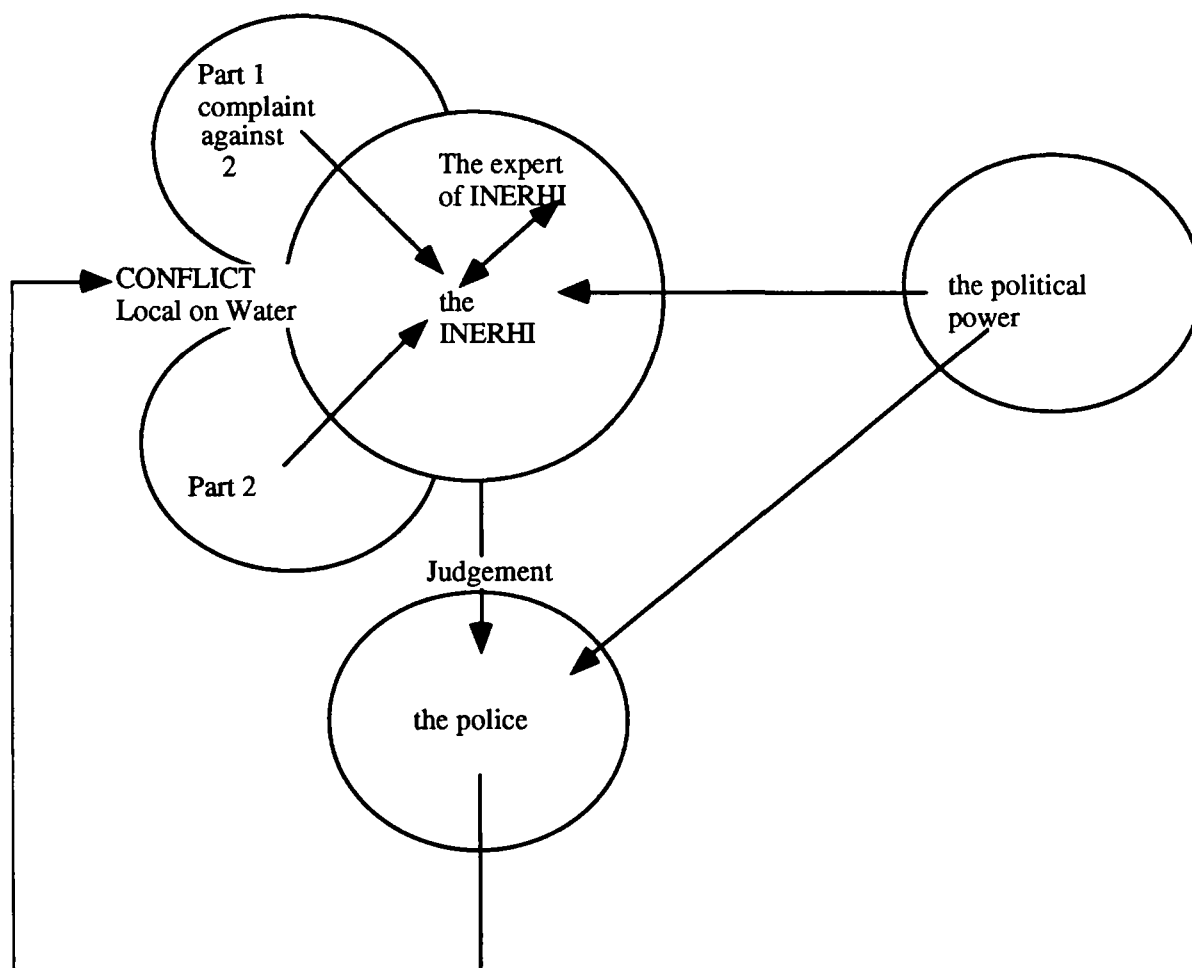 Part 1
complaint
against
2
The expert
of INERHI
CONFLICT
Local on Water
the
INERHI
the political
power
Part 2
Judgement
the police